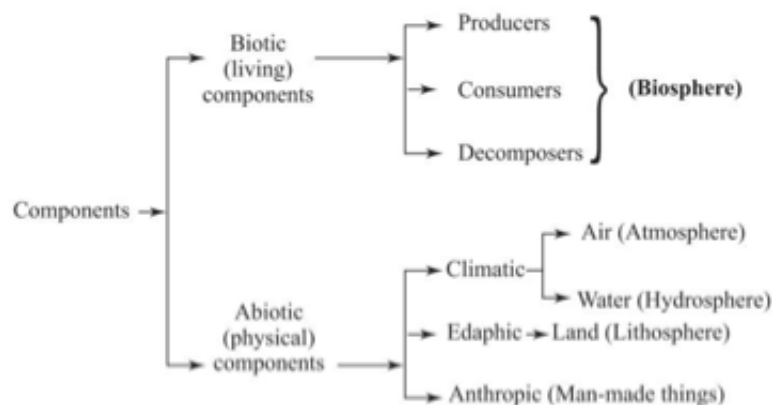 Producers
Biotic
(living)
components
Consumers
(Biosphere)
Decomposers
Components
Air (Atmosphere)
Climatic
Water (Hydrosphere)
Abiotic
(physical)
components
Edaphic
Land (Lithosphere)
Anthropic (Man-made things)